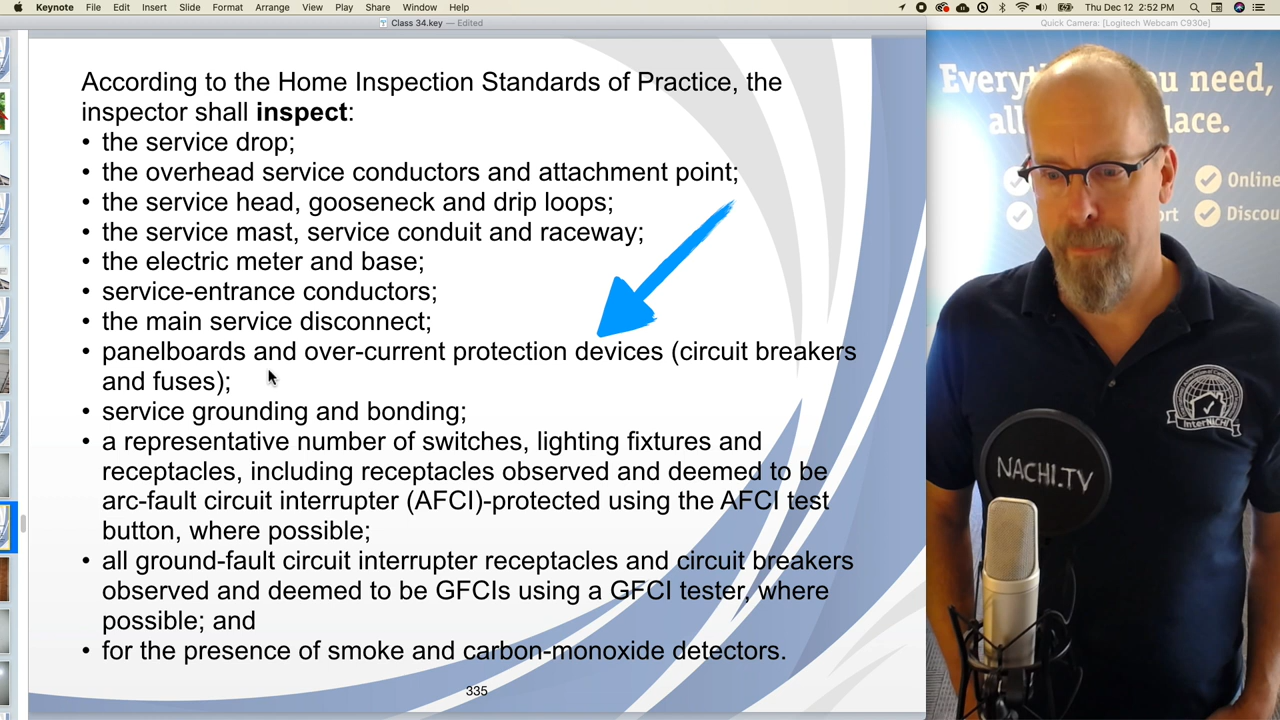 Keynote File Edit Insert Slide Format Arrange View Play Share Window Help
Thu Dec 12 2:52 PM
Class 34.key — Edited
Quick Camera: [Logitech Webcam C930e]
According to the Home Inspection Standards of Practice, the
inspector shall inspect:
• the service drop;
• the overhead service conductors and attachment point;
• the service head, gooseneck and drip loops;
• the service mast, service conduit and raceway;
• the electric meter and base;
• service-entrance conductors;
• the main service disconnect;
• panelboards and over-current protection devices (circuit breakers
and fuses);
• service grounding and bonding;
• a representative number of switches, lighting fixtures and
receptacles, including receptacles observed and deemed to be
arc-fault circuit interrupter (AFCI)-protected using the AFCI test
button, where possible;
• all ground-fault circuit interrupter receptacles and circuit breakers
observed and deemed to be GFCIs using a GFCI tester, where
possible; and
• for the presence of smoke and carbon-monoxide detectors.
335
need,
all lace.
Online
rt Discou
InterNACHI
NACHI.TV